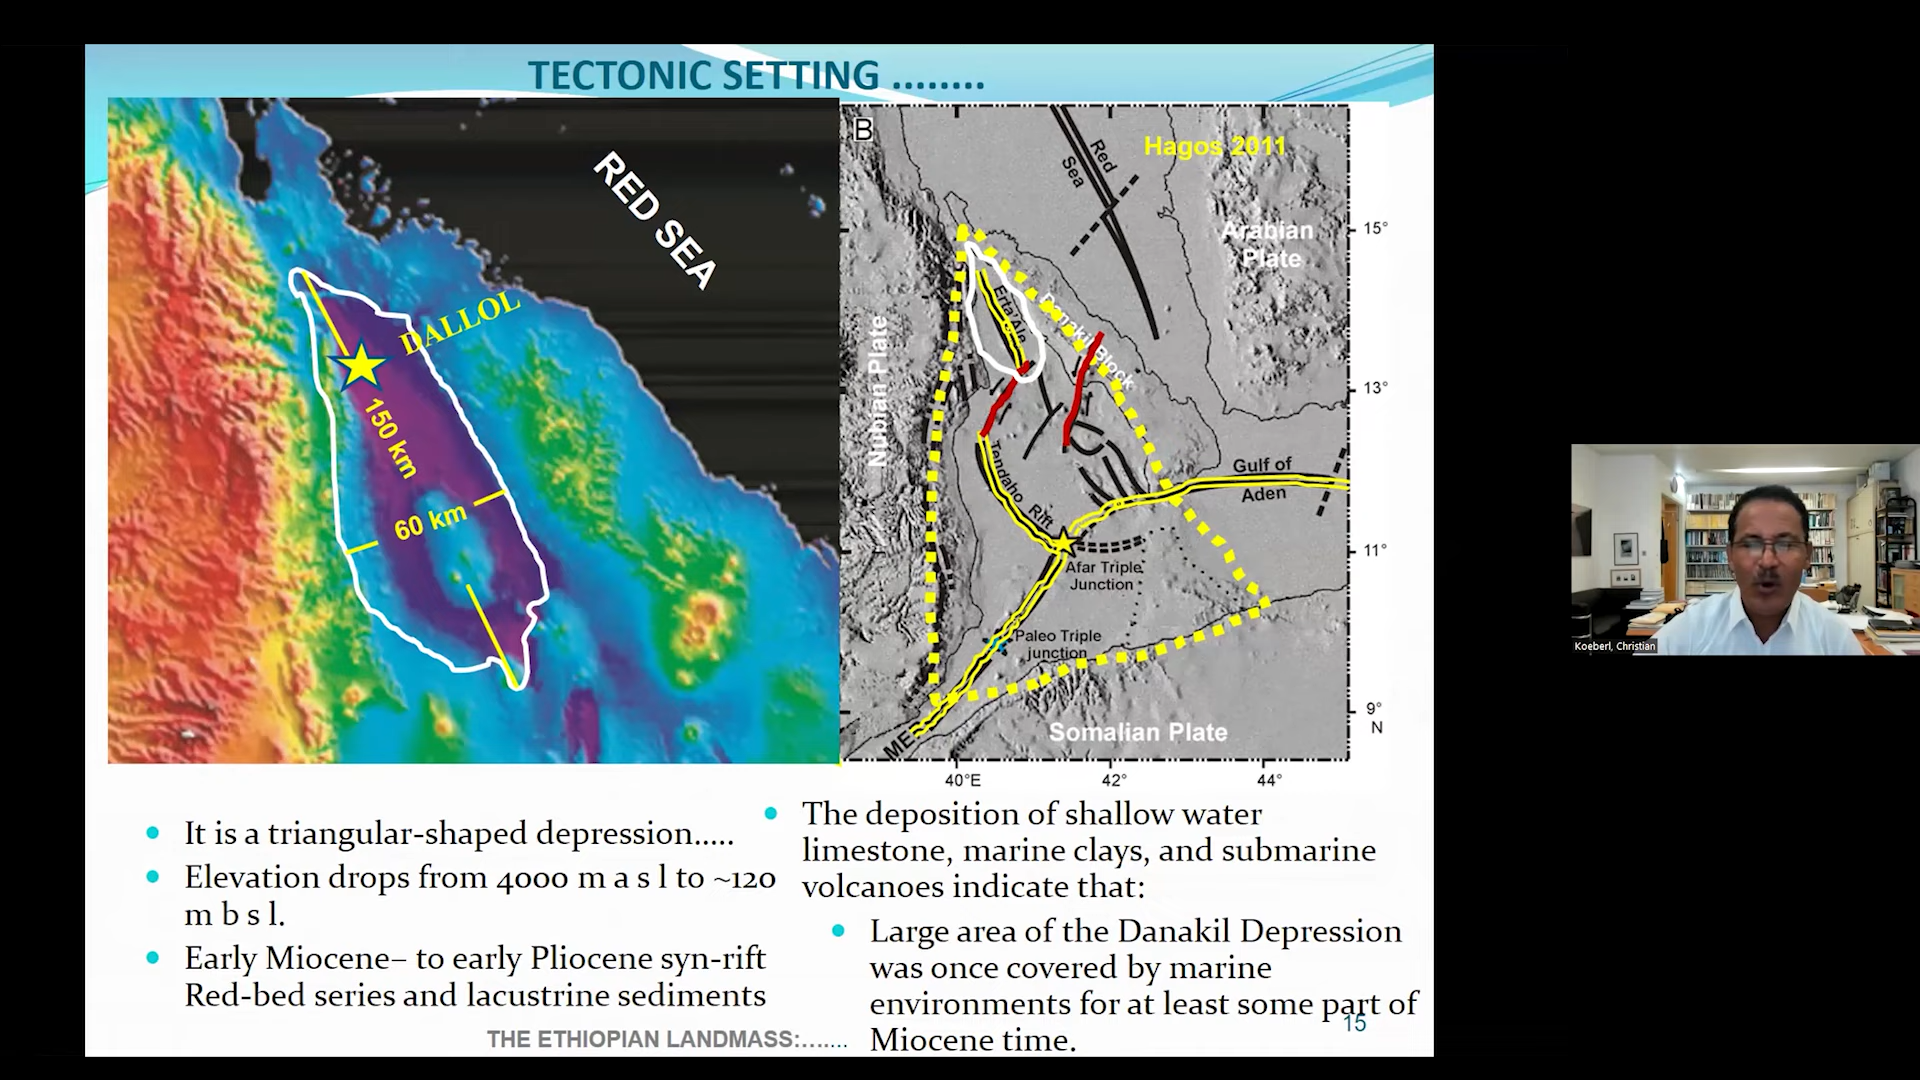 TECTONIC SETTING ........
RED SEA
DALLOL
150 km
60 km
B
Hagos 2011
Red
Sea
Arabian
Plate
Nubian Plate
Erta'Ale
Danakil Block
Tendaho Rift
Gulf of
Aden
Afar Triple
Junction
Paleo Triple
junction
Somalian Plate
MER
15°
13°
11°
9°
N
40°E
42°
44°
It is a triangular-shaped depression.....
Elevation drops from 4000 m a s l to ~120
m b s l.
Early Miocene– to early Pliocene syn-rift
Red-bed series and lacustrine sediments
The deposition of shallow water
limestone, marine clays, and submarine
volcanoes indicate that:
Large area of the Danakil Depression
was once covered by marine
environments for at least some part of
Miocene time.
THE ETHIOPIAN LANDMASS:.......
15
Koeberl, Christian